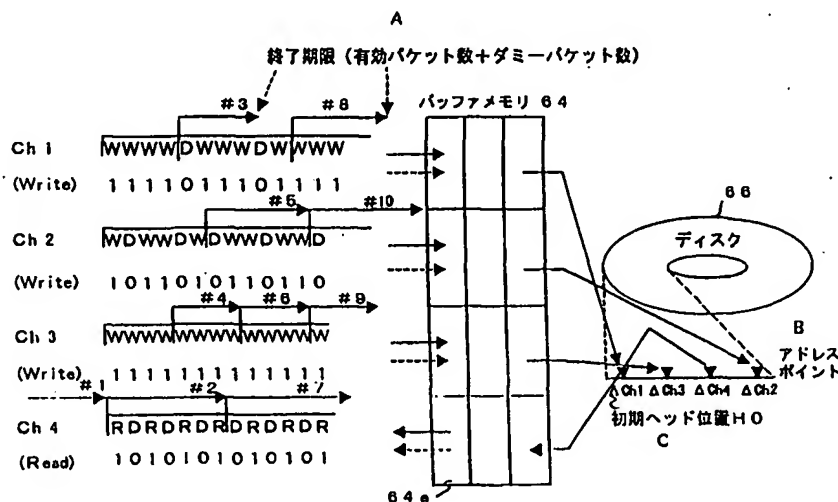 A
終了期限（有効パケット数＋ダミーパケット数）
#3
#8
バッファメモリ 64
Ch 1
WWWWDWWWDWWWW
(Write)
1111011101111
#5
#10
66
Ch 2
WDWWDWDWWDWWD
ディスク
(Write)
1011010110110
#4
#6
#9
Ch 3
WWWWWWWWWWWWW
B
アドレス
ポイント
(Write)
1111111111111
#1
#2
#7
ΔCh1 ΔCh3 ΔCh4 ΔCh2
初期ヘッド位置H0
C
Ch 4
RDRDRDRDRDRDR
(Read)
1010101010101
64e